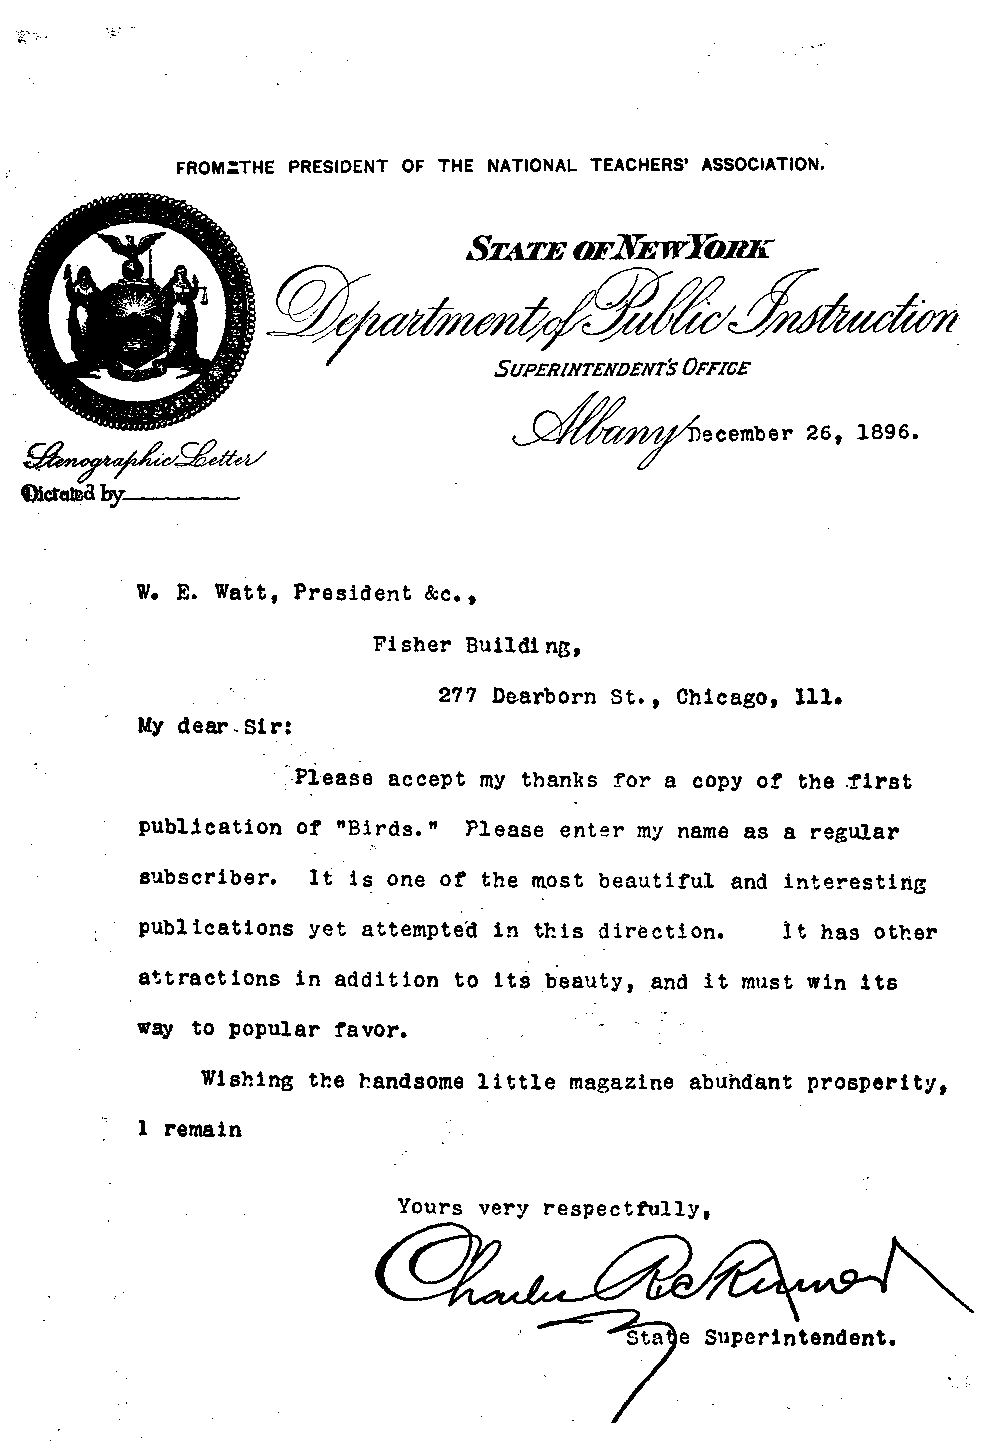 FROM THE PRESIDENT OF THE NATIONAL TEACHERS' ASSOCIATION.
STATE OF NEW YORK
Department of Public Instruction
SUPERINTENDENT'S OFFICE
Albany December 26, 1896.
Stenographic Letter
Dictated by
W. E. Watt, President &c.,
Fisher Building,
277 Dearborn St., Chicago, Ill.
My dear Sir:
Please accept my thanks for a copy of the first
publication of "Birds." Please enter my name as a regular
subscriber. It is one of the most beautiful and interesting
publications yet attempted in this direction. It has other
attractions in addition to its beauty, and it must win its
way to popular favor.
Wishing the handsome little magazine abundant prosperity,
I remain
Yours very respectfully,
Charles R. Skinner
State Superintendent.